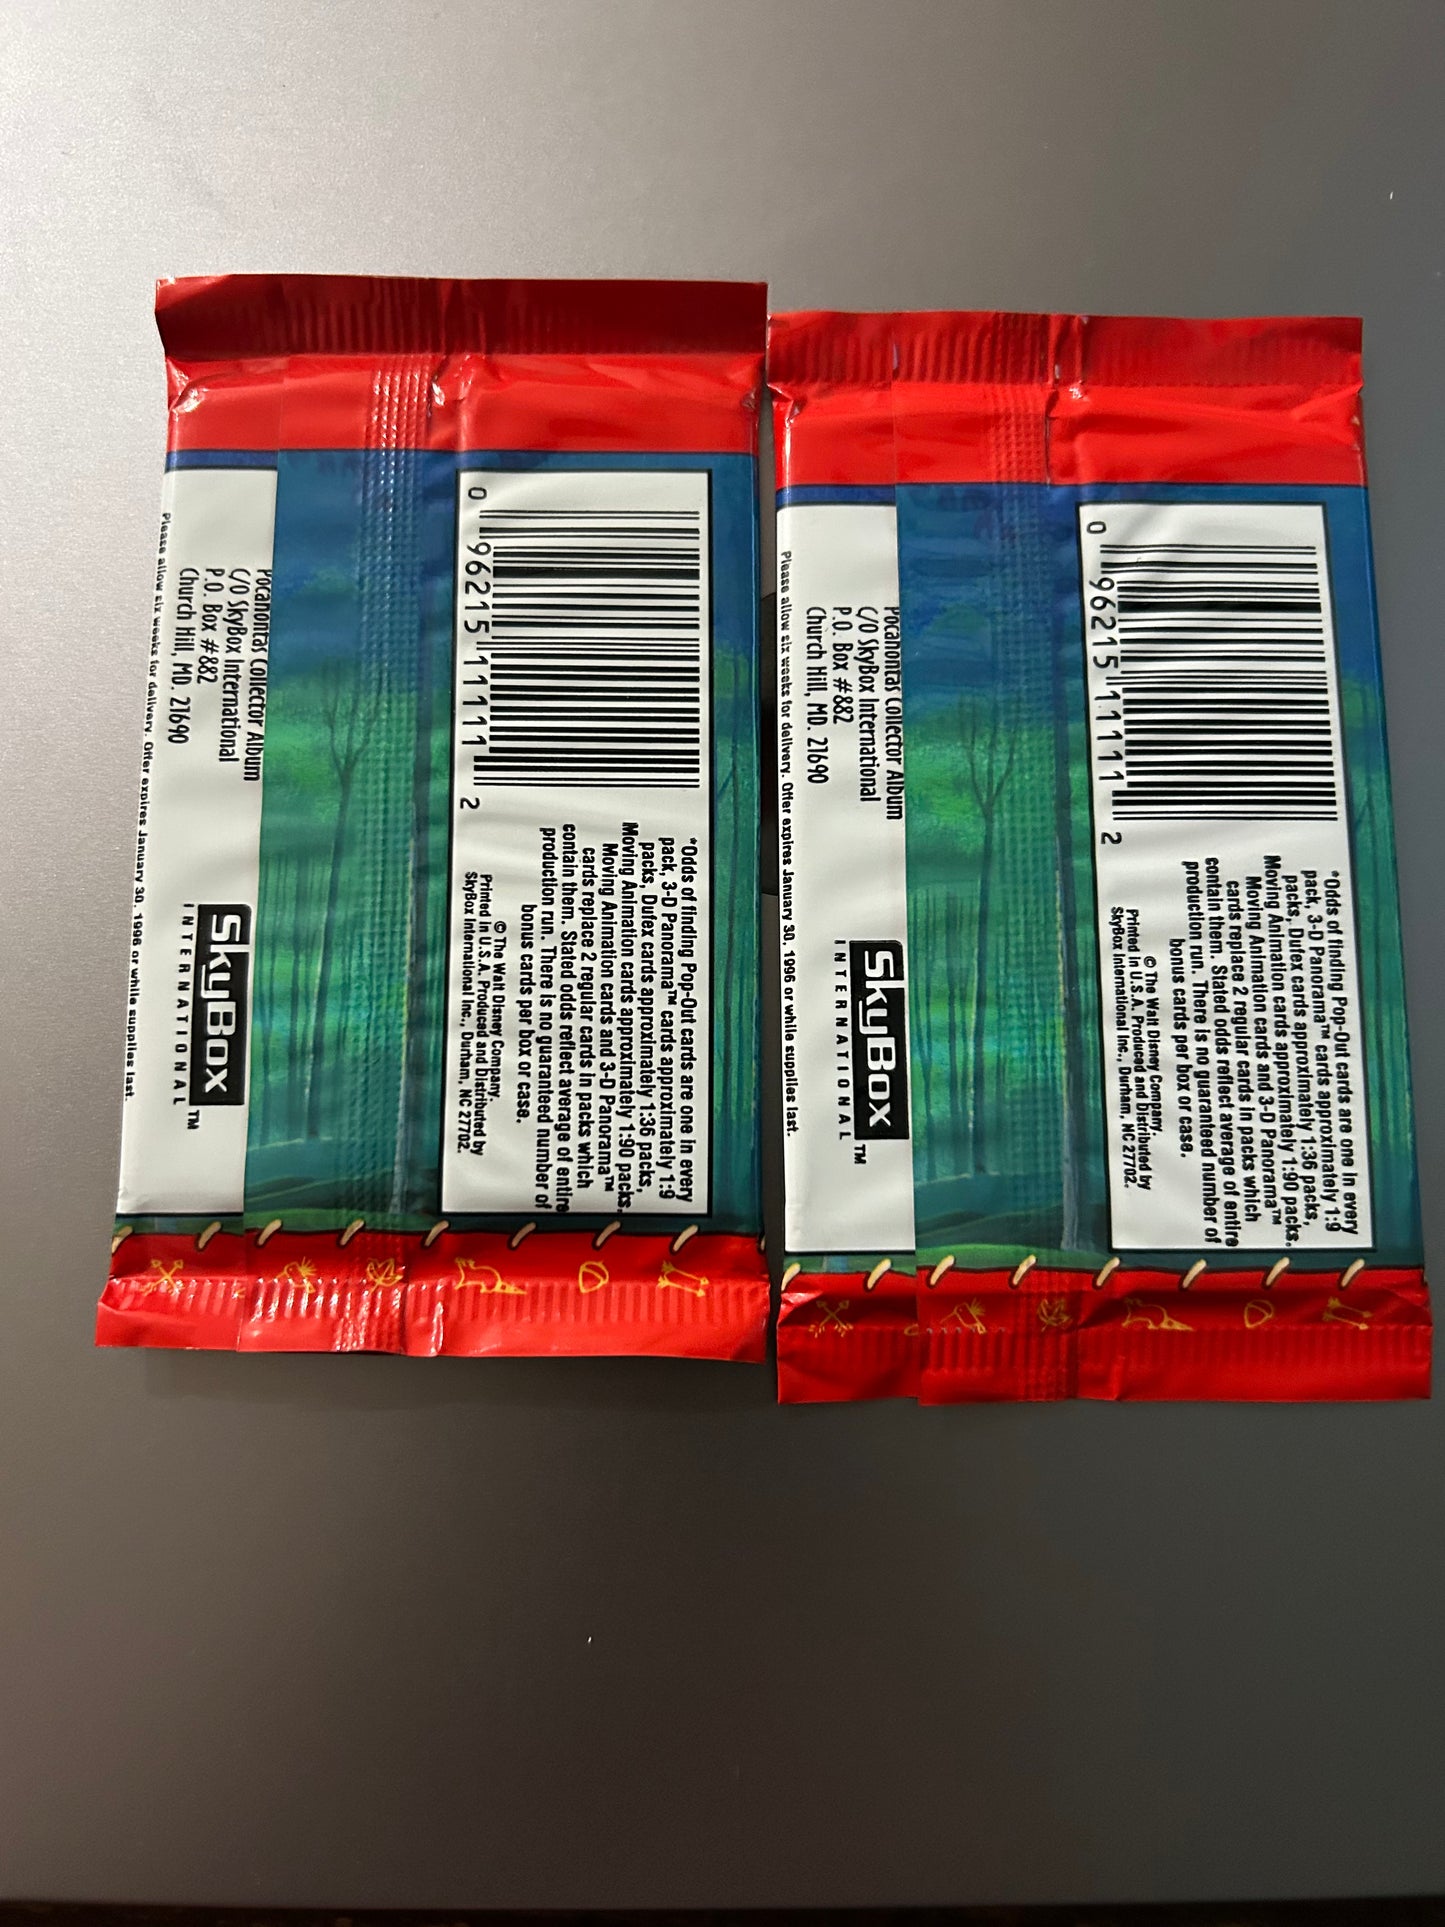 Pocahontas Collector Album
C/O SkyBox International
P.O. Box #882
Church Hill, MD. 21690
Please allow six weeks for delivery. Offer expires January 30, 1996 or while supplies last.
SkyBox™
INTERNATIONAL
0 96215 11111 2
*Odds of finding Pop-Out cards are one in every
pack, 3-D Panorama™ cards approximately 1:9
packs, Dufex cards approximately 1:36 packs,
Moving Animation cards approximately 1:90 packs.
Moving Animation cards and 3-D Panorama™
cards replace 2 regular cards in packs which
contain them. Stated odds reflect average of entire
production run. There is no guaranteed number of
bonus cards per box or case.
© The Walt Disney Company.
Printed in U.S.A. Produced and Distributed by
SkyBox International Inc., Durham, NC 27702.
Pocahontas Collector Album
C/O SkyBox International
P.O. Box #882
Church Hill, MD. 21690
Please allow six weeks for delivery. Offer expires January 30, 1996 or while supplies last.
SkyBox™
INTERNATIONAL
0 96215 11111 2
*Odds of finding Pop-Out cards are one in every
pack, 3-D Panorama™ cards approximately 1:9
packs, Dufex cards approximately 1:36 packs,
Moving Animation cards approximately 1:90 packs.
Moving Animation cards and 3-D Panorama™
cards replace 2 regular cards in packs which
contain them. Stated odds reflect average of entire
production run. There is no guaranteed number of
bonus cards per box or case.
© The Walt Disney Company.
Printed in U.S.A. Produced and Distributed by
SkyBox International Inc., Durham, NC 27702.